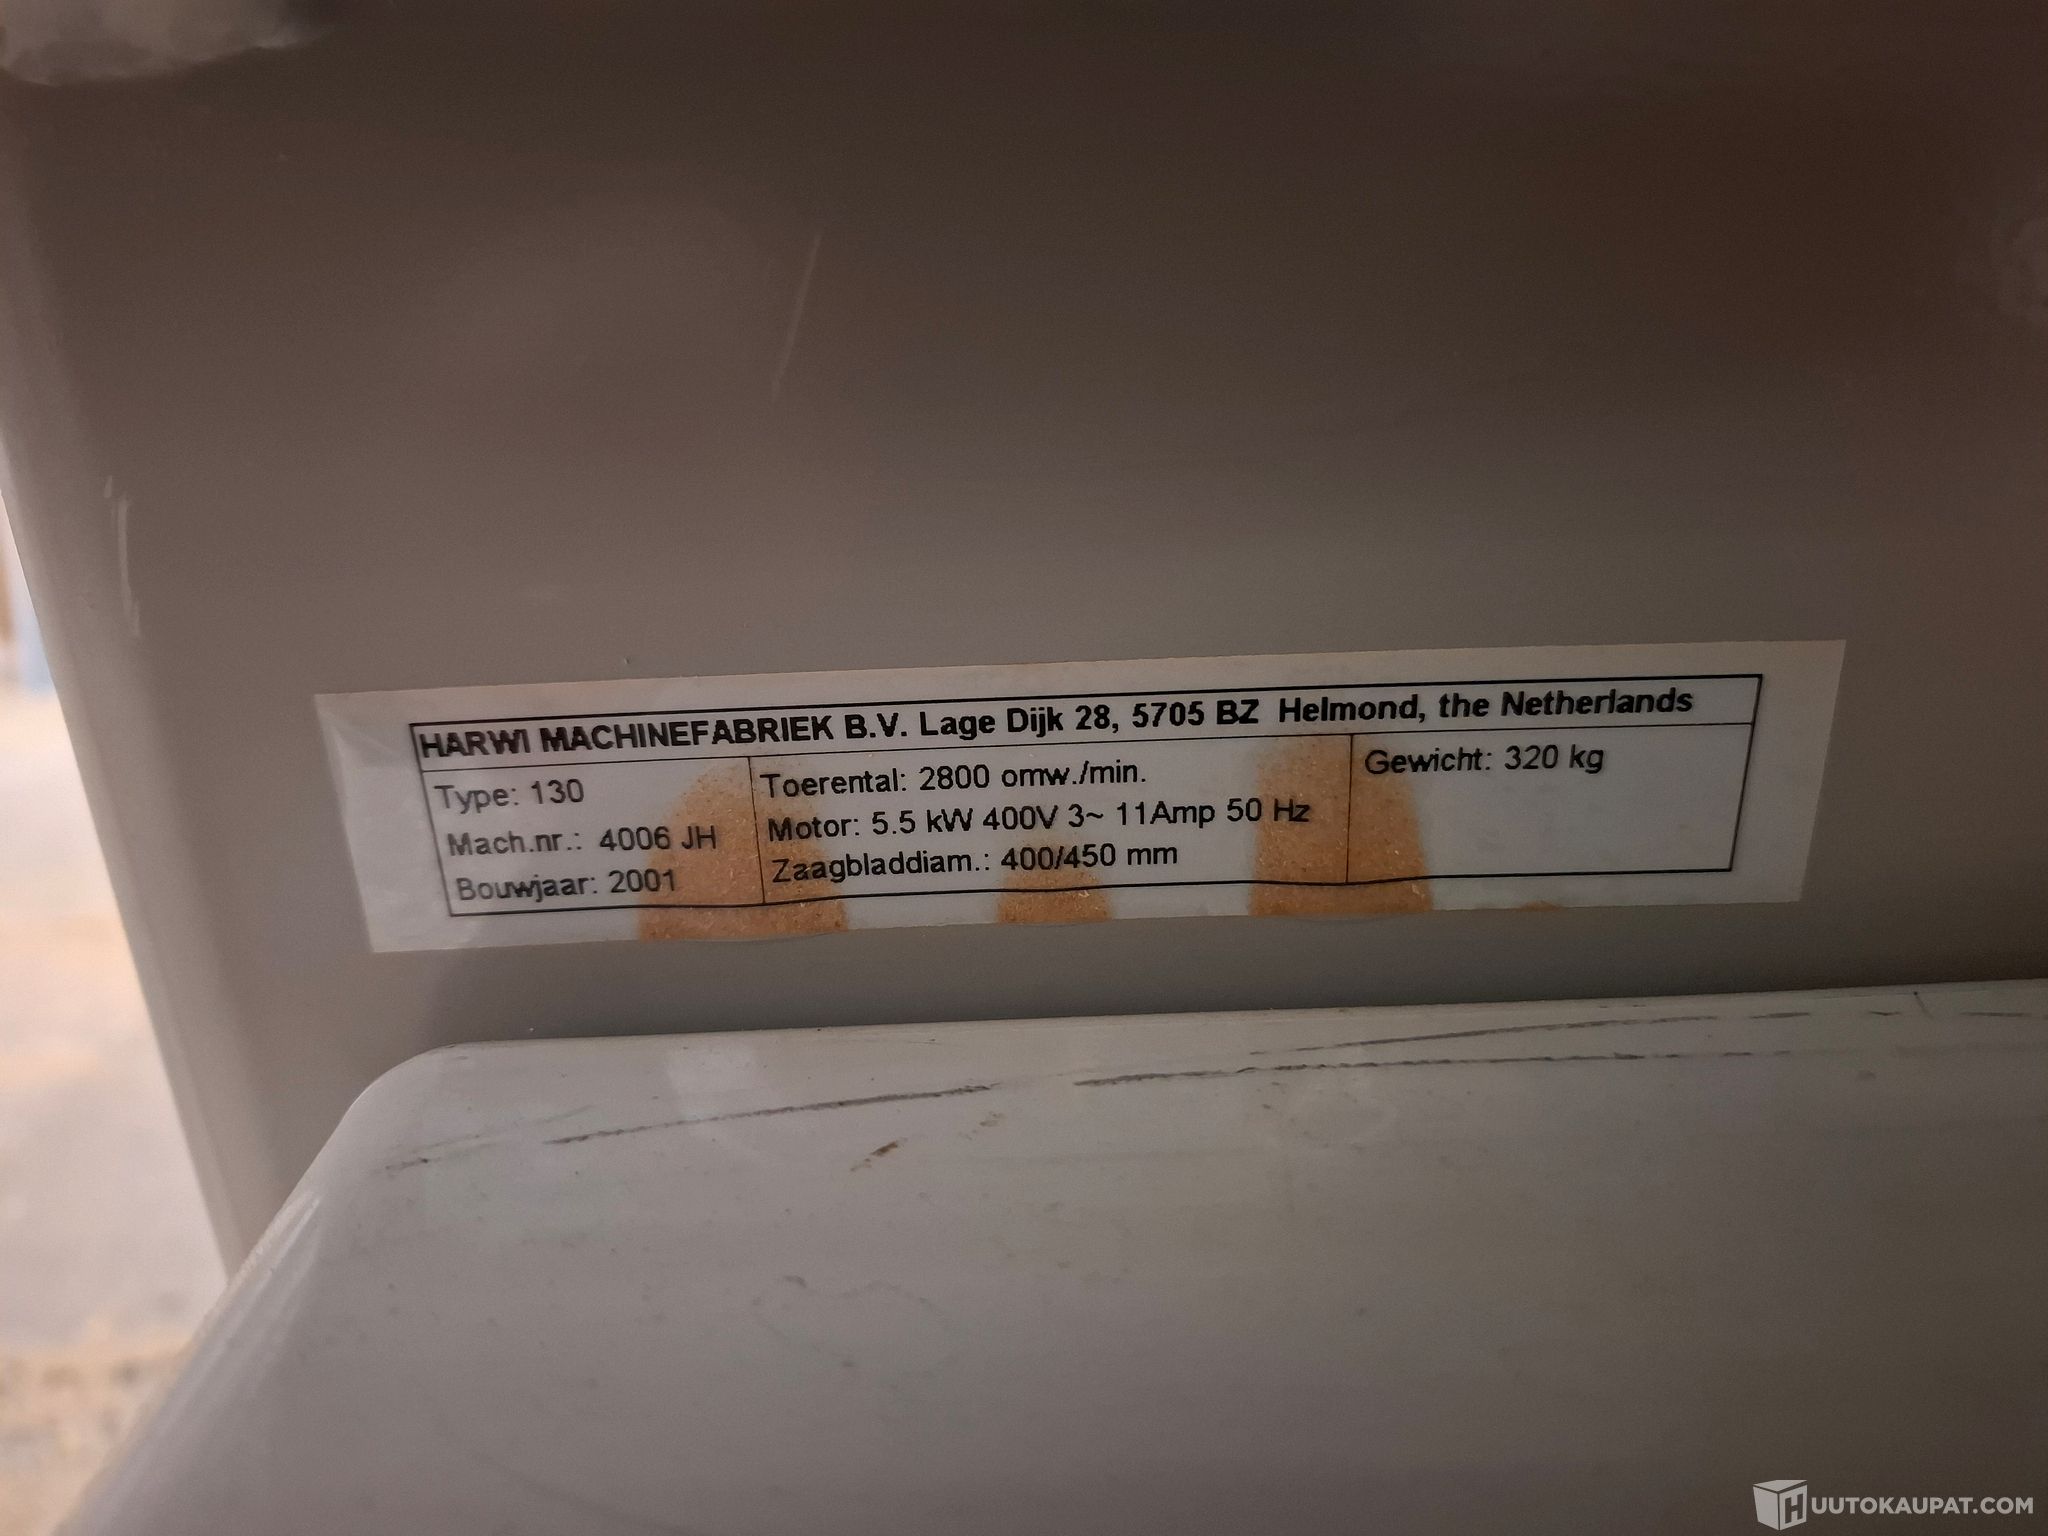 HARWI MACHINEFABRIEK B.V. Lage Dijk 28, 5705 BZ Helmond, the Netherlands
Type: 130
Mach.nr.: 4006 JH
Bouwjaar: 2001
Toerental: 2800 omw./min.
Motor: 5.5 kW 400V 3~ 11Amp 50 Hz
Zaagbladdiam.: 400/450 mm
Gewicht: 320 kg
HUUTOKAUPAT.COM